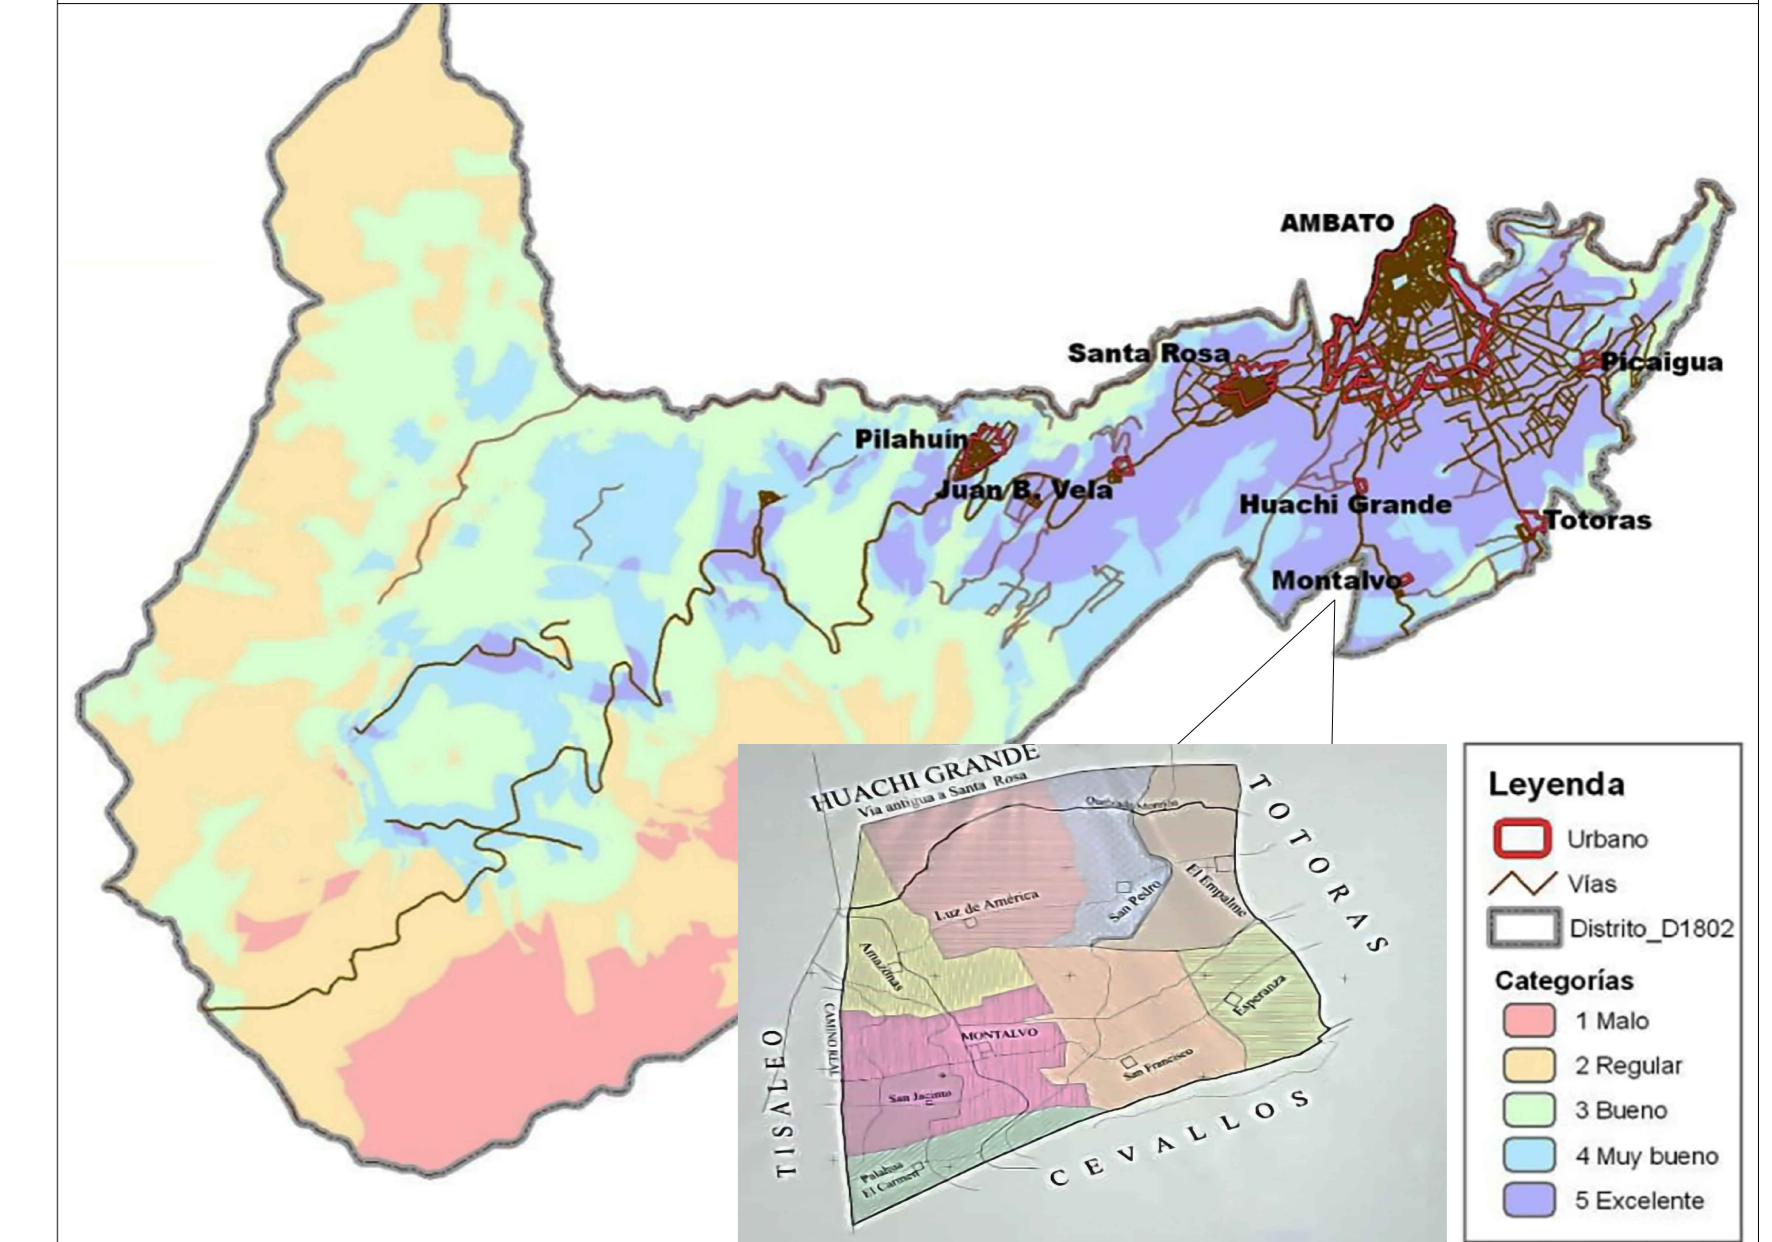 AMBATO
Santa Rosa
Picaigua
Pilahuín
Juan B. Vela
Huachi Grande
Totoras
Montalvo
HUACHI GRANDE
Via antigua a Santa Rosa
TOTORAS
Luz de América
San Pedro
El Empalme
Amazonas
Esperanza
CAMINO REAL
MONTALVO
San Francisco
San Jacinto
TISALEO
CEVALLOS
Palahua
El Carmen
Leyenda
Urbano
Vías
Distrito_D1802
Categorías
1 Malo
2 Regular
3 Bueno
4 Muy bueno
5 Excelente